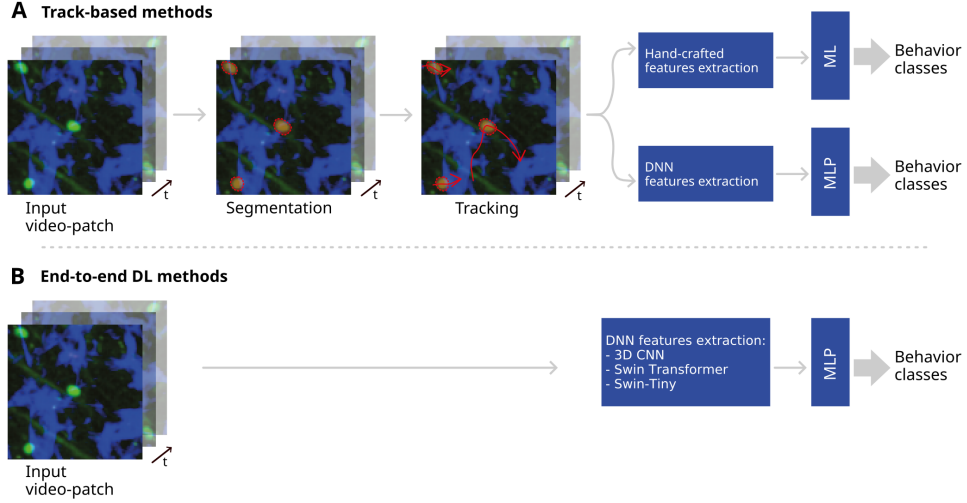 A Track-based methods
t
Input
video-patch
t
Segmentation
t
Tracking
Hand-crafted
features extraction
ML
Behavior
classes
DNN
features extraction
MLP
Behavior
classes
B End-to-end DL methods
t
Input
video-patch
DNN features extraction:
- 3D CNN
- Swin Transformer
- Swin-Tiny
MLP
Behavior
classes